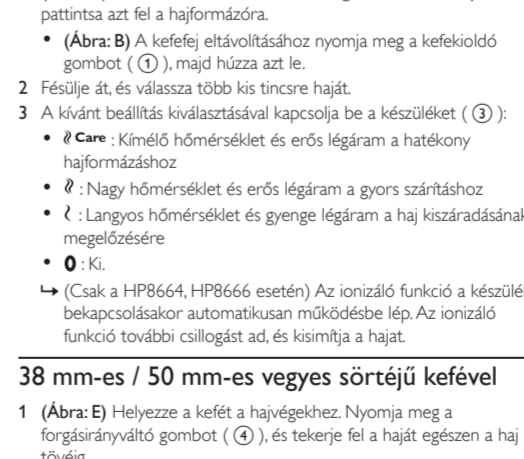 pattintsa azt fel a hajformázóra.
• (Ábra: B) A kefefej eltávolításához nyomja meg a kefekioldó
gombot ( ① ), majd húzza azt le.
2 Fésülje át, és válassza több kis tincsre haját.
3 A kívánt beállítás kiválasztásával kapcsolja be a készüléket ( ③ ):
• Care : Kímélő hőmérséklet és erős légáram a hatékony
hajformázáshoz
• : Nagy hőmérséklet és erős légáram a gyors szárításhoz
• : Langyos hőmérséklet és gyenge légáram a haj kiszáradásának
megelőzésére
• 0 : Ki.
↪ (Csak a HP8664, HP8666 esetén) Az ionizáló funkció a
bekapcsolásakor automatikusan működésbe lép. Az ionizáló
funkció további csillogást ad, és kisimítja a hajat.
38 mm-es / 50 mm-es vegyes sörtéjű kefével
1 (Ábra: E) Helyezze a kefét a hajvégekhez. Nyomja meg a
forgásirányváltó gombot ( ④ ), és tekerje fel a haját egészen a haj
tövéig.